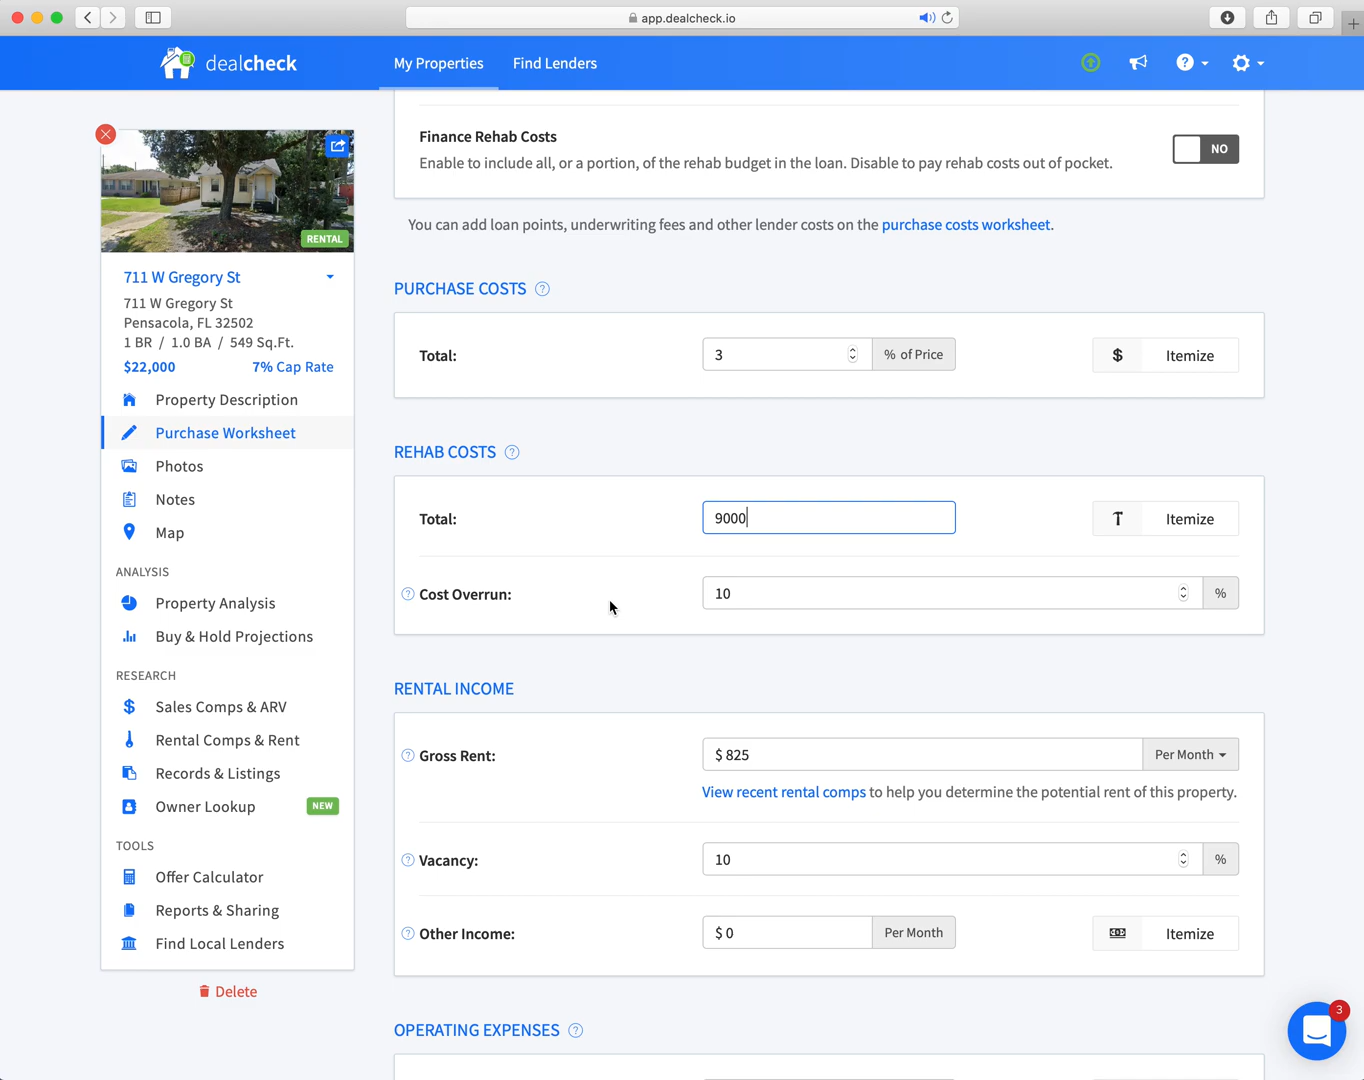 app.dealcheck.io
dealcheck
My Properties
Find Lenders
RENTAL
711 W Gregory St
711 W Gregory St
Pensacola, FL 32502
1 BR / 1.0 BA / 549 Sq.Ft.
$22,000
7% Cap Rate
Property Description
Purchase Worksheet
Photos
Notes
Map
ANALYSIS
Property Analysis
Buy & Hold Projections
RESEARCH
Sales Comps & ARV
Rental Comps & Rent
Records & Listings
Owner Lookup
NEW
TOOLS
Offer Calculator
Reports & Sharing
Find Local Lenders
Delete
Finance Rehab Costs
NO
Enable to include all, or a portion, of the rehab budget in the loan. Disable to pay rehab costs out of pocket.
You can add loan points, underwriting fees and other lender costs on the purchase costs worksheet.
PURCHASE COSTS
Total:
3
% of Price
$
Itemize
REHAB COSTS
Total:
9000
Itemize
Cost Overrun:
10
%
RENTAL INCOME
Gross Rent:
$ 825
Per Month
View recent rental comps to help you determine the potential rent of this property.
Vacancy:
10
%
Other Income:
$ 0
Per Month
Itemize
OPERATING EXPENSES
3